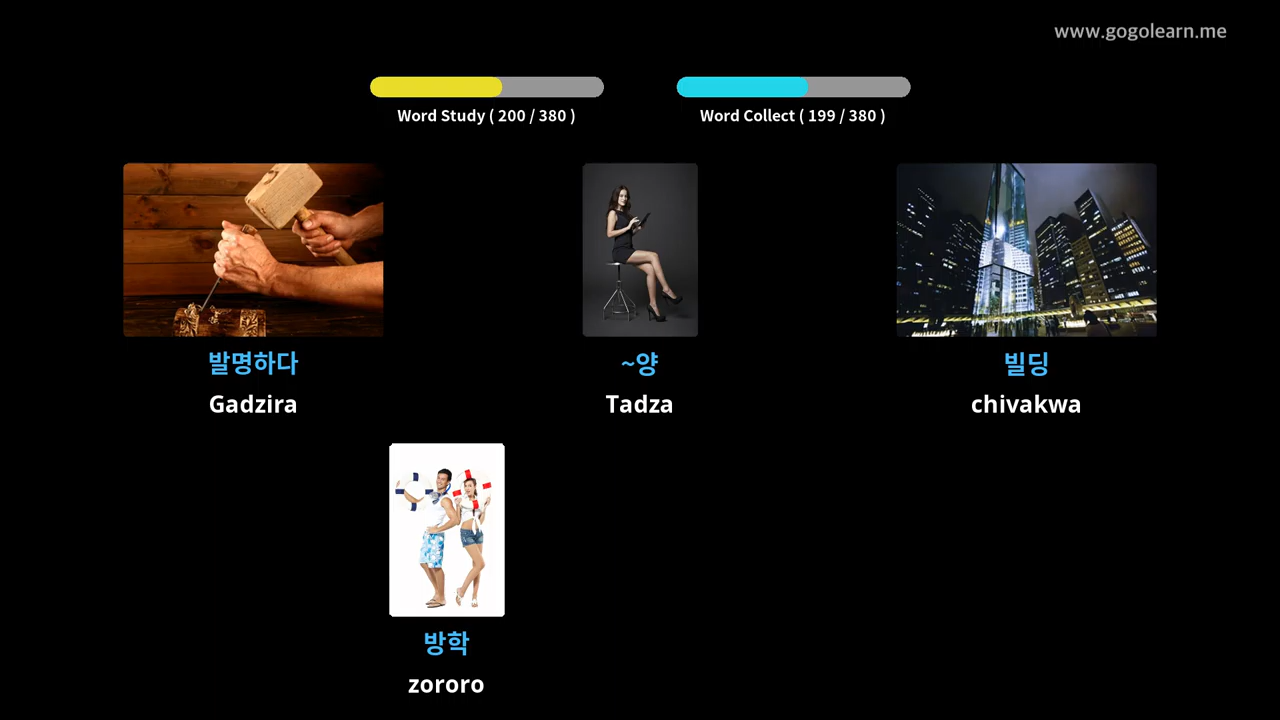 www.gogolearn.me
Word Study ( 200 / 380 )
Word Collect ( 199 / 380 )
발명하다
Gadzira
~양
Tadza
빌딩
chivakwa
방학
zororo